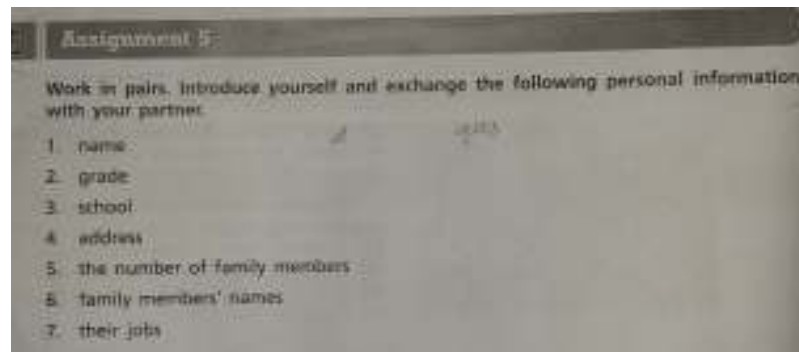 Assignment 5
Work in pairs. Introduce yourself and exchange the following personal information
with your partner.
1. name
2. grade
3. school
4. address
5. the number of family members
6. family members' names
7. their jobs